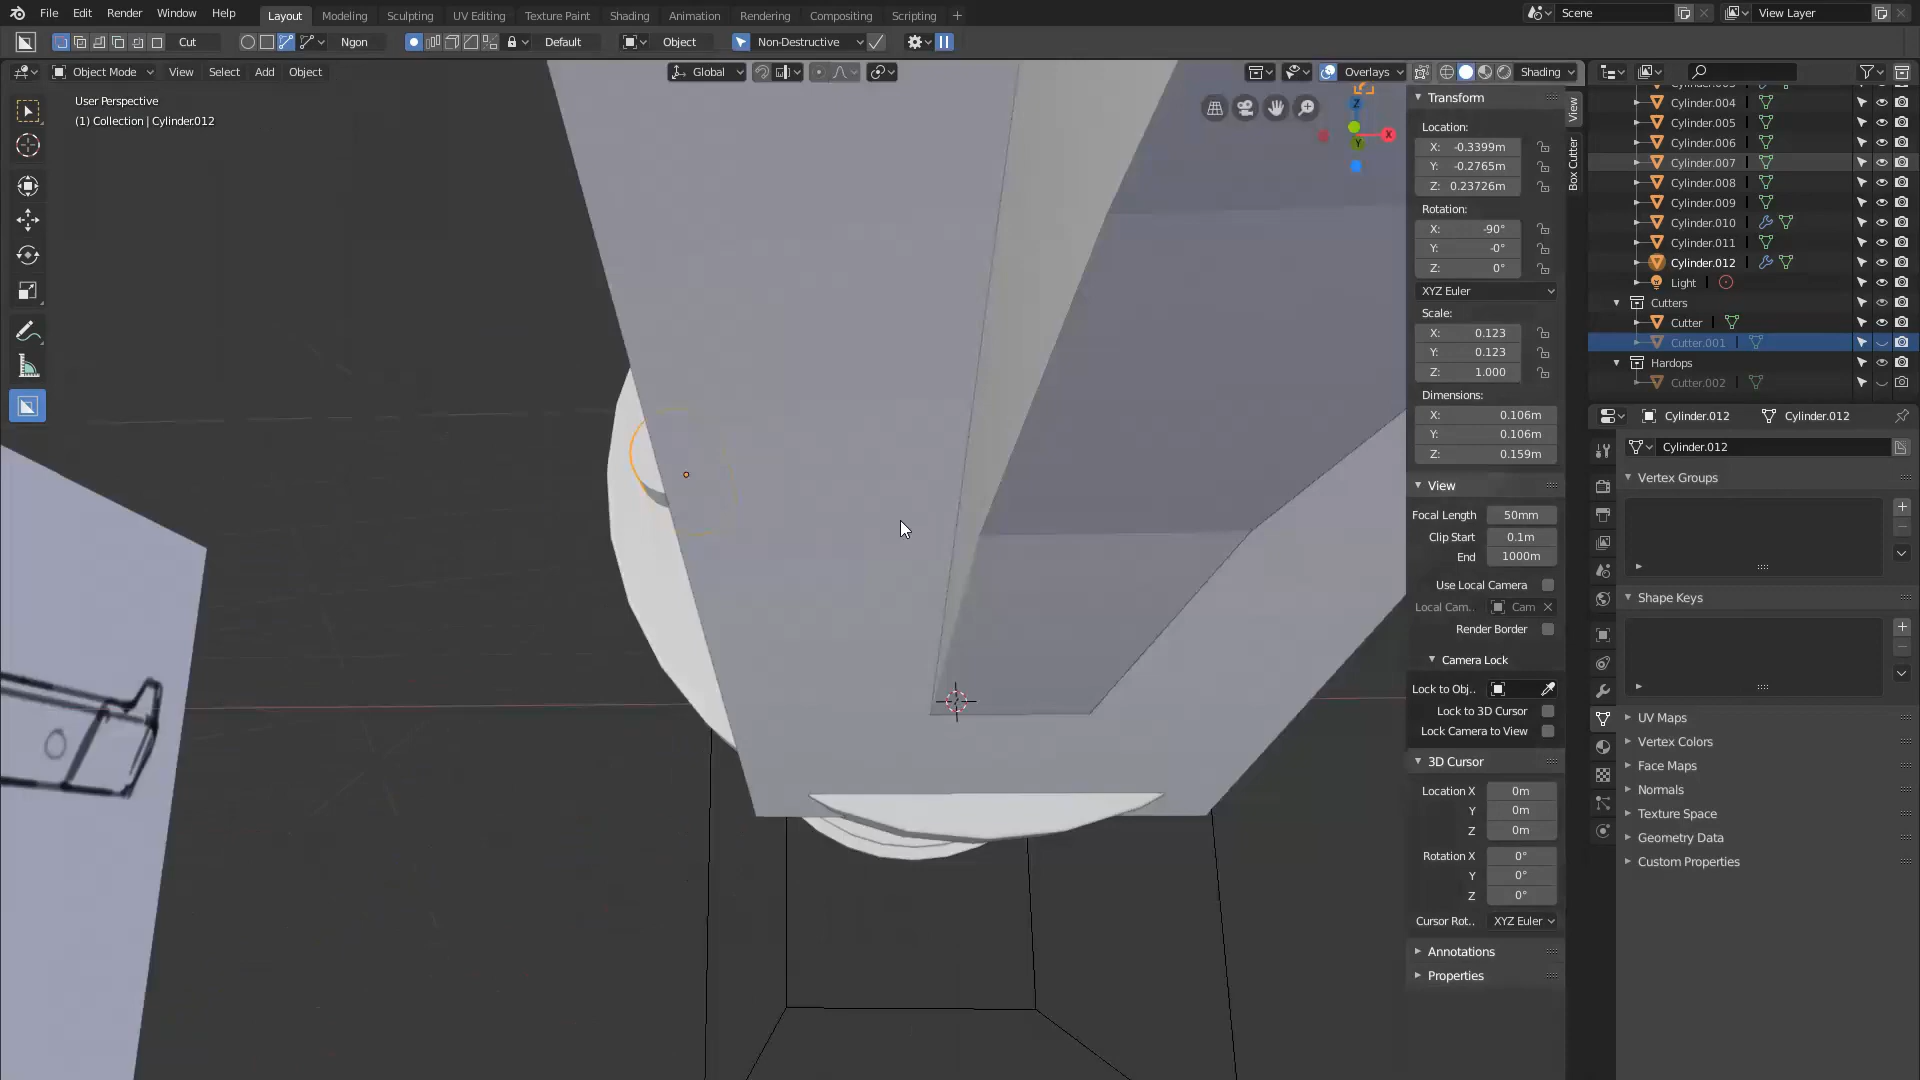 File Edit Render Window Help Layout Modeling Sculpting UV Editing Texture Paint Shading Animation Rendering Compositing Scripting + Scene View Layer
Cut Ngon Default Object Non-Destructive
Object Mode View Select Add Object Global Overlays Shading
User Perspective
(1) Collection | Cylinder.012
Z
X
Y
View
Box Cutter
Transform
Location:
X: -0.3399m
Y: -0.2765m
Z: 0.23726m
Rotation:
X: -90°
Y: -0°
Z: 0°
XYZ Euler
Scale:
X: 0.123
Y: 0.123
Z: 1.000
Dimensions:
X: 0.106m
Y: 0.106m
Z: 0.159m
View
Focal Length 50mm
Clip Start 0.1m
End 1000m
Use Local Camera
Local Cam.. Cam
Render Border
Camera Lock
Lock to Obj..
Lock to 3D Cursor
Lock Camera to View
3D Cursor
Location X 0m
Y 0m
Z 0m
Rotation X 0°
Y 0°
Z 0°
Cursor Rot.. XYZ Euler
Annotations
Properties
Cylinder.004
Cylinder.005
Cylinder.006
Cylinder.007
Cylinder.008
Cylinder.009
Cylinder.010
Cylinder.011
Cylinder.012
Light
Cutters
Cutter
Cutter.001
Hardops
Cutter.002
Cylinder.012 Cylinder.012
Cylinder.012
Vertex Groups
Shape Keys
UV Maps
Vertex Colors
Face Maps
Normals
Texture Space
Geometry Data
Custom Properties